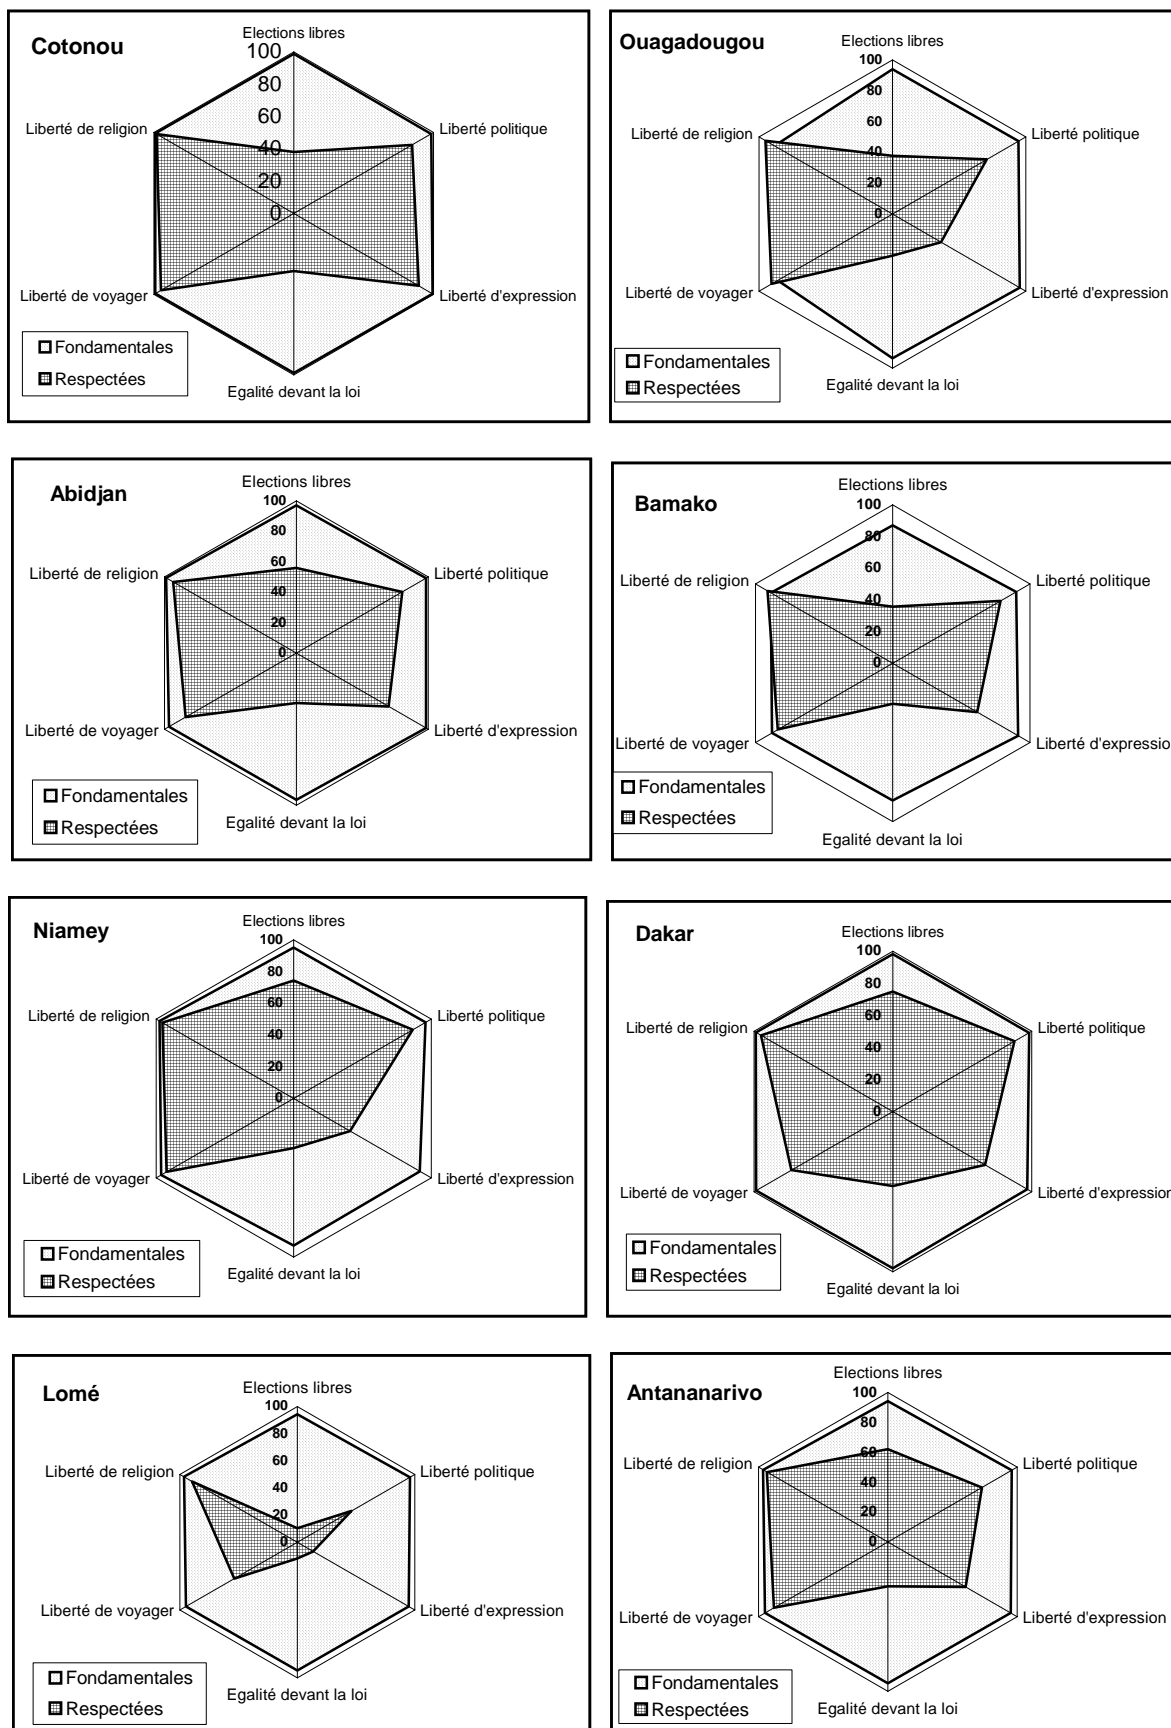 Cotonou
Elections libres
100
80
60
40
20
0
Liberté de religion
Liberté politique
Liberté de voyager
Liberté d'expression
Egalité devant la loi
Fondamentales
Respectées
Ouagadougou
Elections libres
100
80
60
40
20
0
Liberté de religion
Liberté politique
Liberté de voyager
Liberté d'expression
Egalité devant la loi
Fondamentales
Respectées
Abidjan
Elections libres
100
80
60
40
20
0
Liberté de religion
Liberté politique
Liberté de voyager
Liberté d'expression
Egalité devant la loi
Fondamentales
Respectées
Bamako
Elections libres
100
80
60
40
20
0
Liberté de religion
Liberté politique
Liberté de voyager
Liberté d'expressio
Egalité devant la loi
Fondamentales
Respectées
Niamey
Elections libres
100
80
60
40
20
0
Liberté de religion
Liberté politique
Liberté de voyager
Liberté d'expression
Egalité devant la loi
Fondamentales
Respectées
Dakar
Elections libres
100
80
60
40
20
0
Liberté de religion
Liberté politique
Liberté de voyager
Liberté d'expression
Egalité devant la loi
Fondamentales
Respectées
Lomé
Elections libres
100
80
60
40
20
0
Liberté de religion
Liberté politique
Liberté de voyager
Liberté d'expression
Egalité devant la loi
Fondamentales
Respectées
Antananarivo
Elections libres
100
80
60
40
20
0
Liberté de religion
Liberté politique
Liberté de voyager
Liberté d'expression
Egalité devant la loi
Fondamentales
Respectées